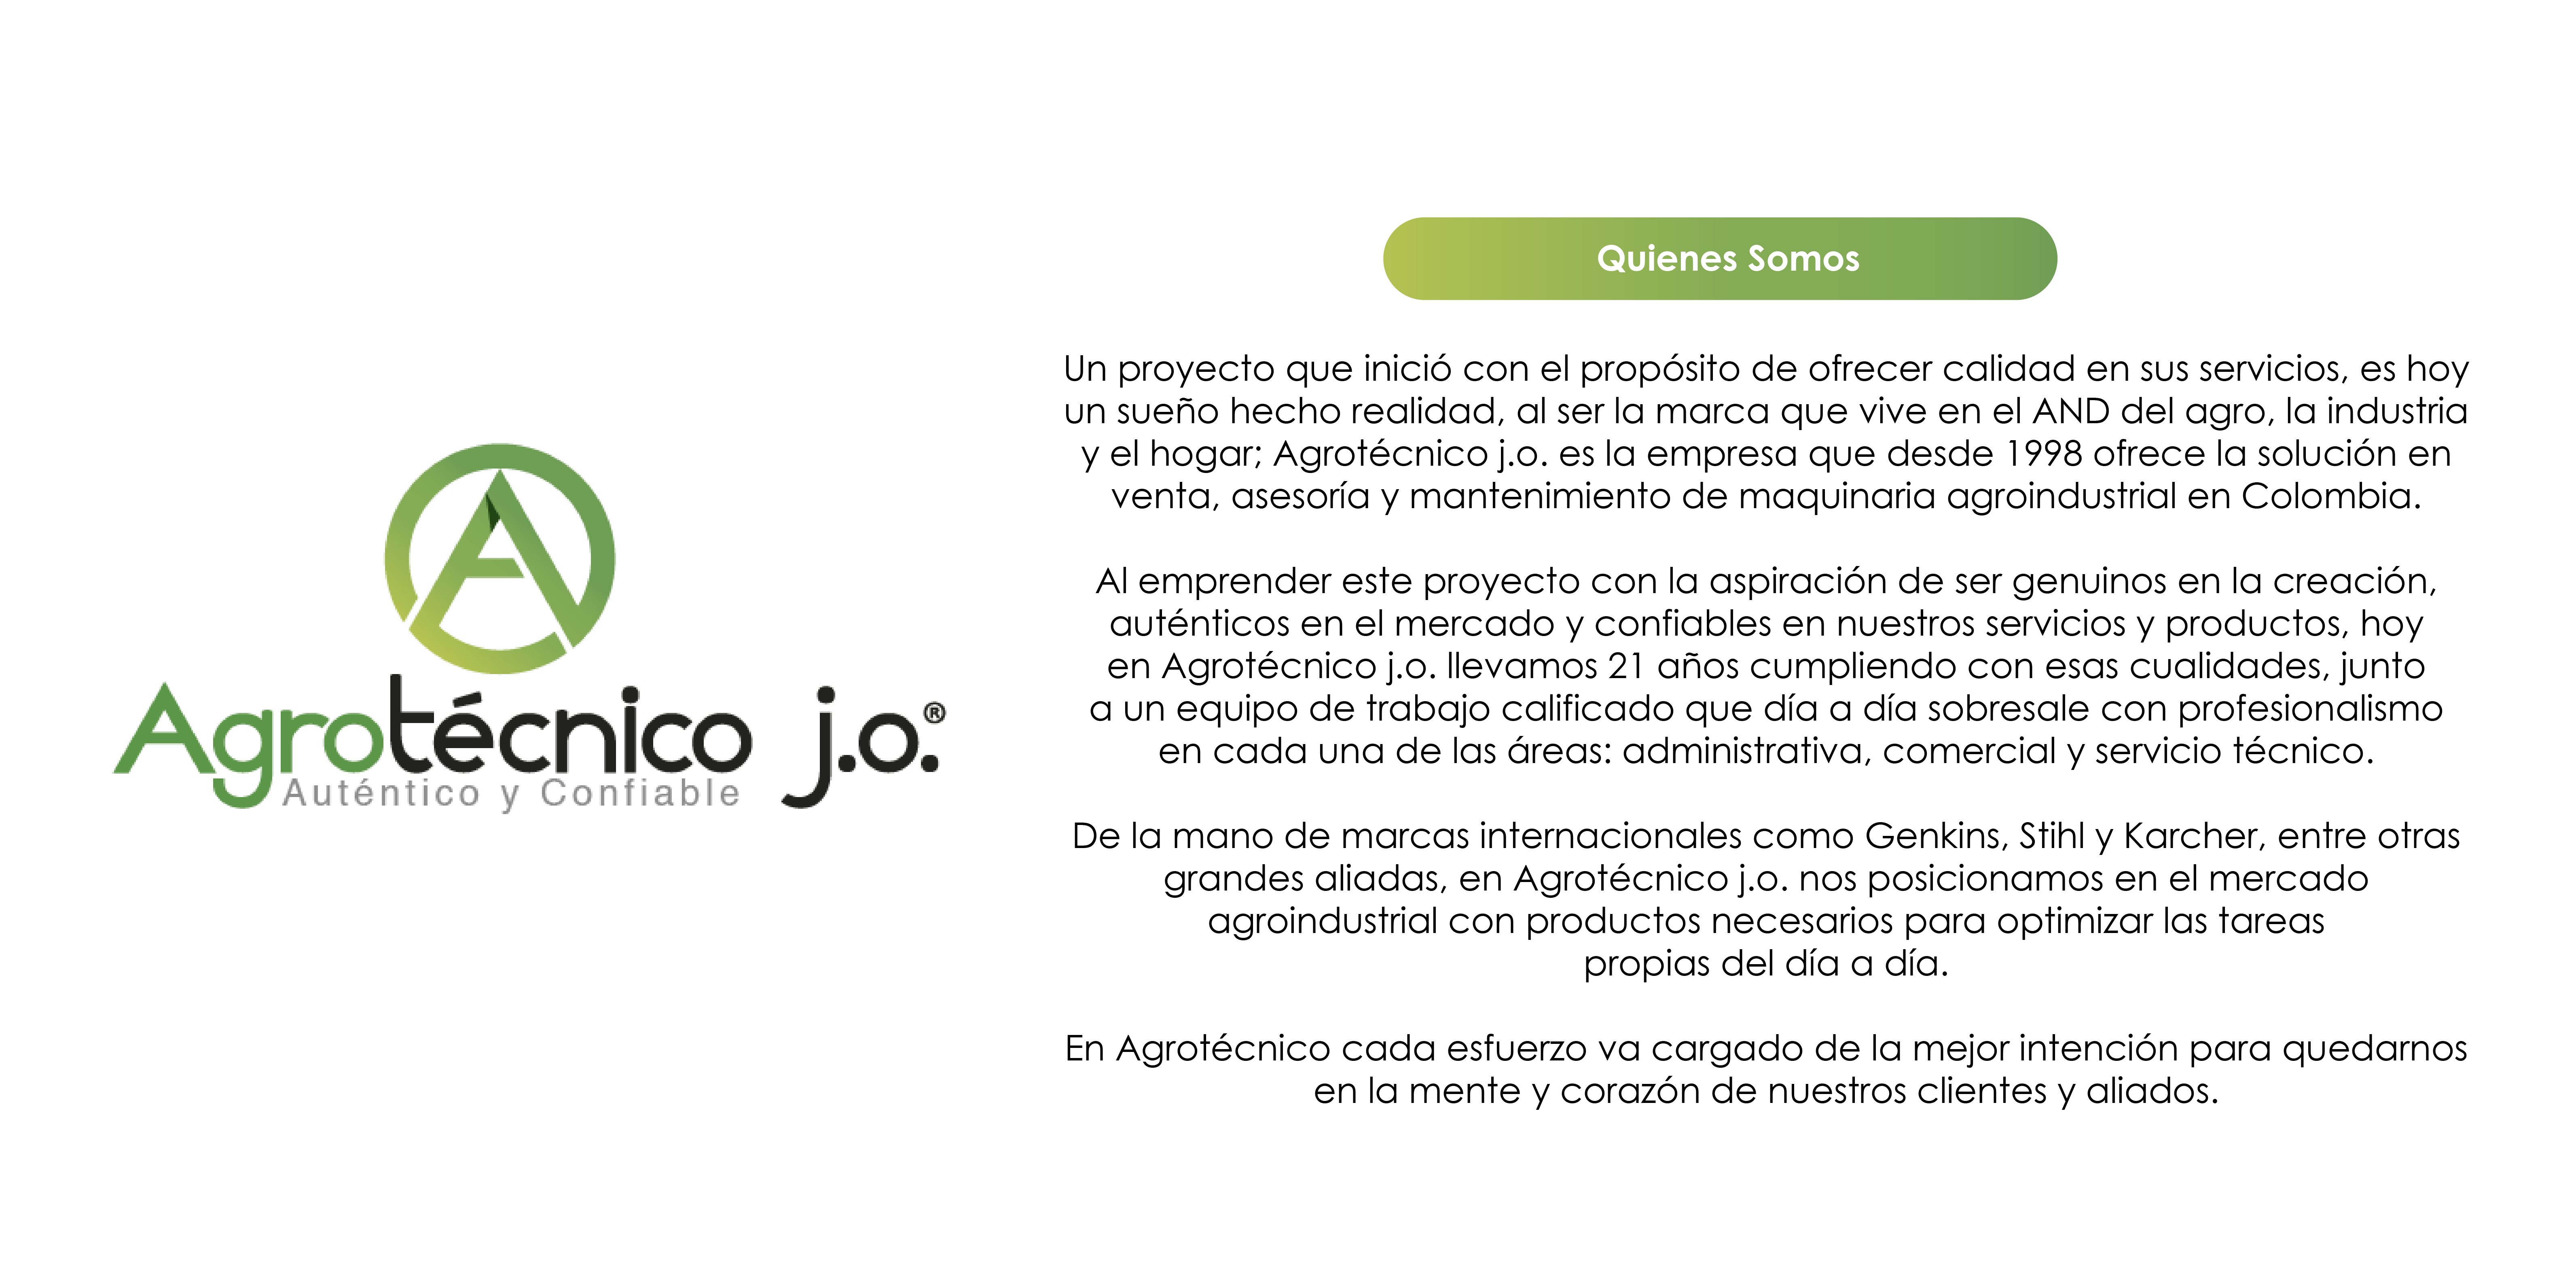 Agrotécnico j.o.®
Auténtico y Confiable
Quienes Somos
Un proyecto que inició con el propósito de ofrecer calidad en sus servicios, es hoy
un sueño hecho realidad, al ser la marca que vive en el AND del agro, la industria
y el hogar; Agrotécnico j.o. es la empresa que desde 1998 ofrece la solución en
venta, asesoría y mantenimiento de maquinaria agroindustrial en Colombia.
Al emprender este proyecto con la aspiración de ser genuinos en la creación,
auténticos en el mercado y confiables en nuestros servicios y productos, hoy
en Agrotécnico j.o. llevamos 21 años cumpliendo con esas cualidades, junto
a un equipo de trabajo calificado que día a día sobresale con profesionalismo
en cada una de las áreas: administrativa, comercial y servicio técnico.
De la mano de marcas internacionales como Genkins, Stihl y Karcher, entre otras
grandes aliadas, en Agrotécnico j.o. nos posicionamos en el mercado
agroindustrial con productos necesarios para optimizar las tareas
propias del día a día.
En Agrotécnico cada esfuerzo va cargado de la mejor intención para quedarnos
en la mente y corazón de nuestros clientes y aliados.